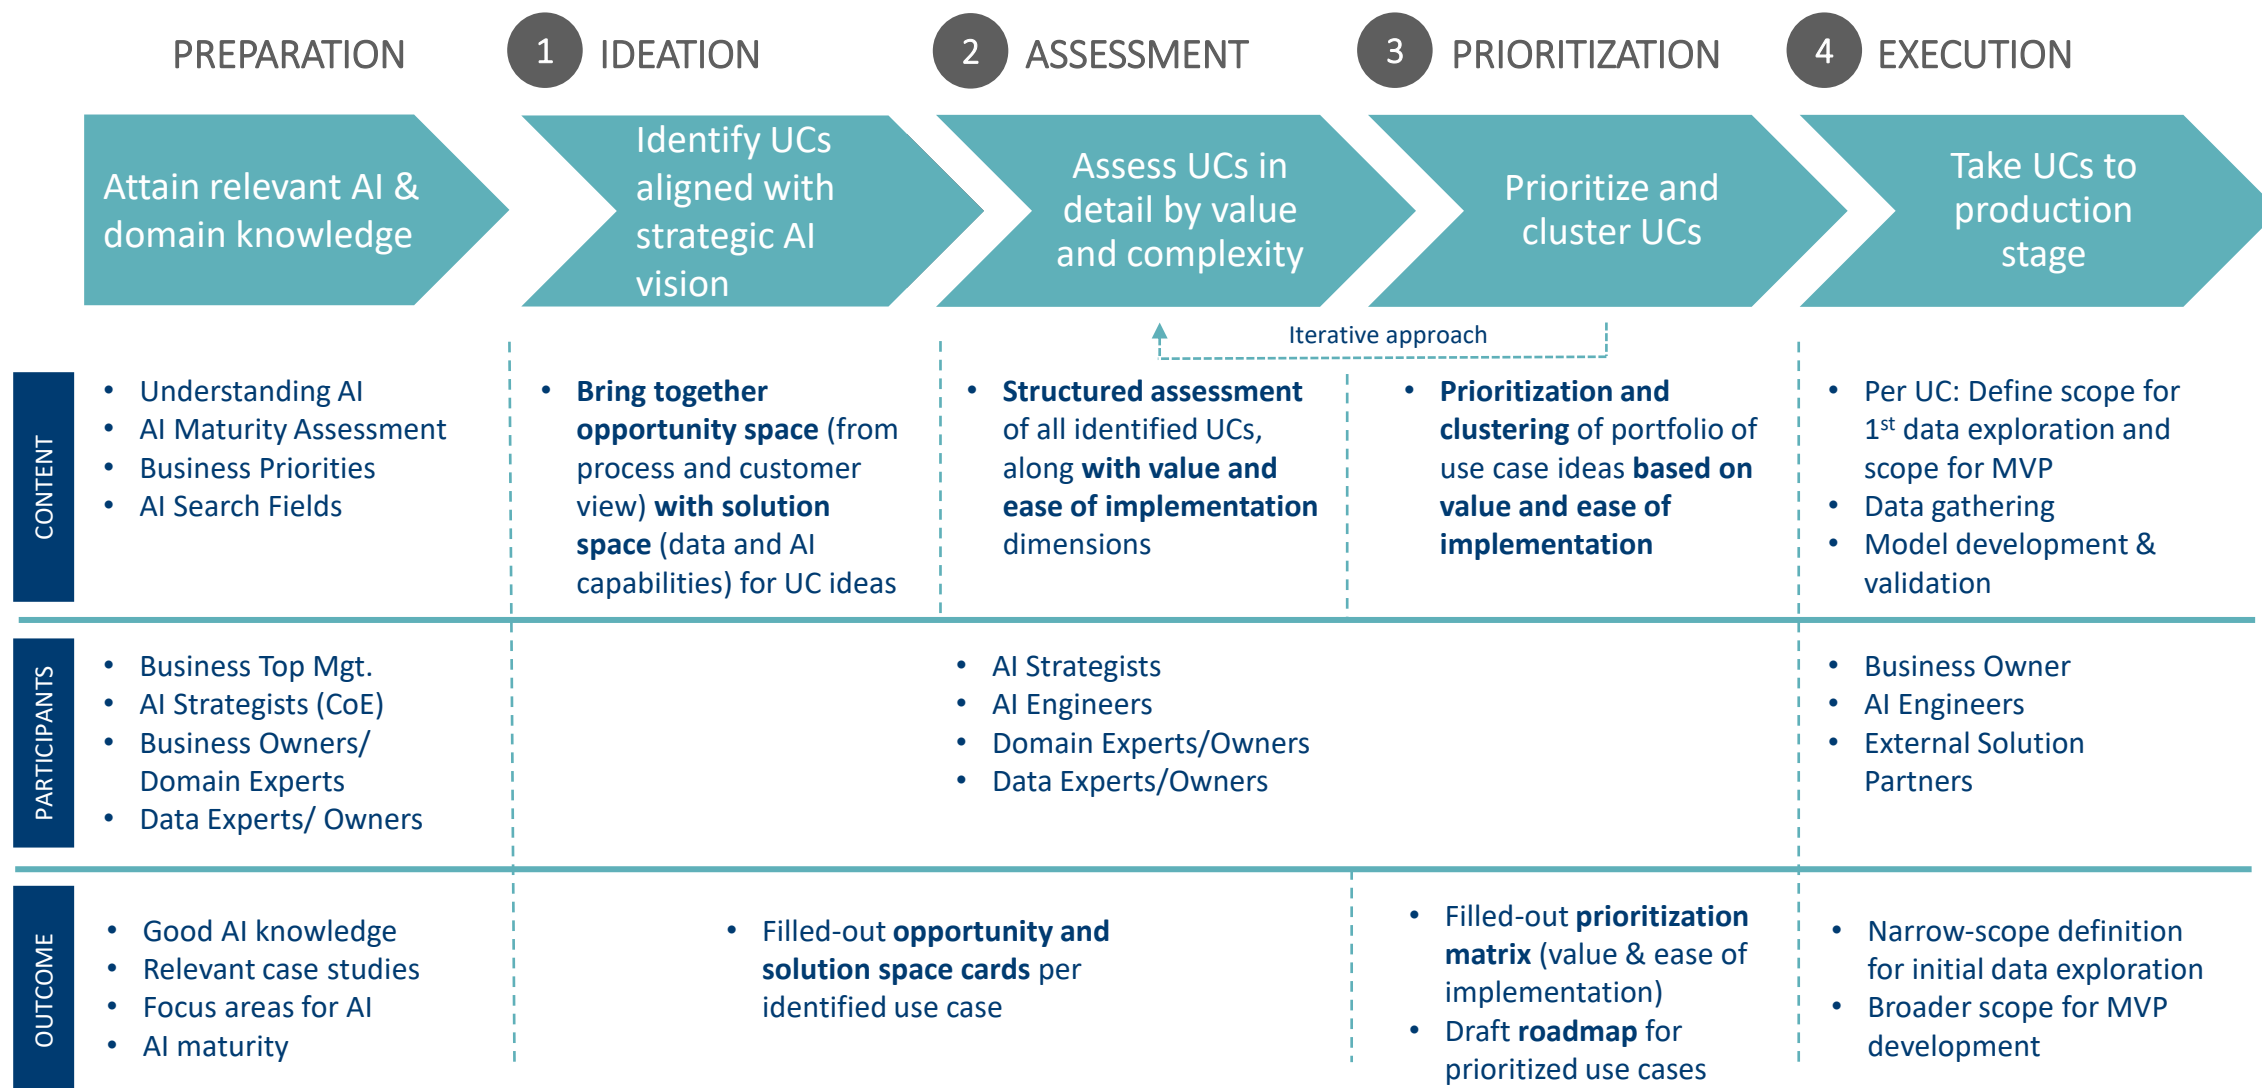 PREPARATION
1 IDEATION
2 ASSESSMENT
3 PRIORITIZATION
4 EXECUTION
Attain relevant AI &
domain knowledge
Identify UCs
aligned with
strategic AI
vision
Assess UCs in
detail by value
and complexity
Prioritize and
cluster UCs
Take UCs to
production
stage
Iterative approach
CONTENT
• Understanding AI
• AI Maturity Assessment
• Business Priorities
• AI Search Fields
• Bring together
opportunity space (from
process and customer
view) with solution
space (data and AI
capabilities) for UC ideas
• Structured assessment
of all identified UCs,
along with value and
ease of implementation
dimensions
• Prioritization and
clustering of portfolio of
use case ideas based on
value and ease of
implementation
• Per UC: Define scope for
1st data exploration and
scope for MVP
• Data gathering
• Model development &
validation
PARTICIPANTS
• Business Top Mgt.
• AI Strategists (CoE)
• Business Owners/
Domain Experts
• Data Experts/ Owners
• AI Strategists
• AI Engineers
• Domain Experts/Owners
• Data Experts/Owners
• Business Owner
• AI Engineers
• External Solution
Partners
OUTCOME
• Good AI knowledge
• Relevant case studies
• Focus areas for AI
• AI maturity
• Filled-out opportunity and
solution space cards per
identified use case
• Filled-out prioritization
matrix (value & ease of
implementation)
• Draft roadmap for
prioritized use cases
• Narrow-scope definition
for initial data exploration
• Broader scope for MVP
development